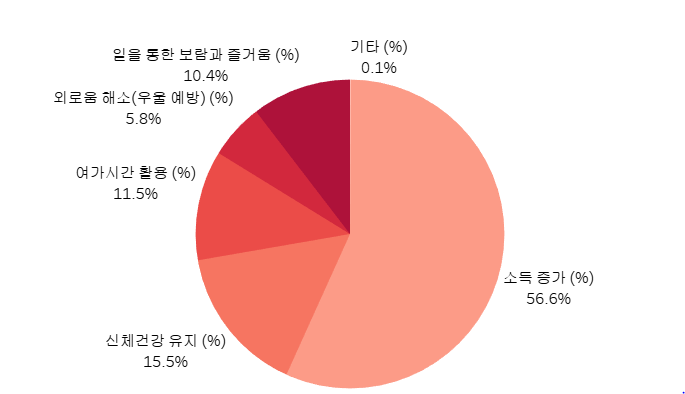 기타 (%)
0.1%
일을 통한 보람과 즐거움 (%)
10.4%
외로움 해소(우울 예방) (%)
5.8%
여가시간 활용 (%)
11.5%
소득 증가 (%)
56.6%
신체건강 유지 (%)
15.5%